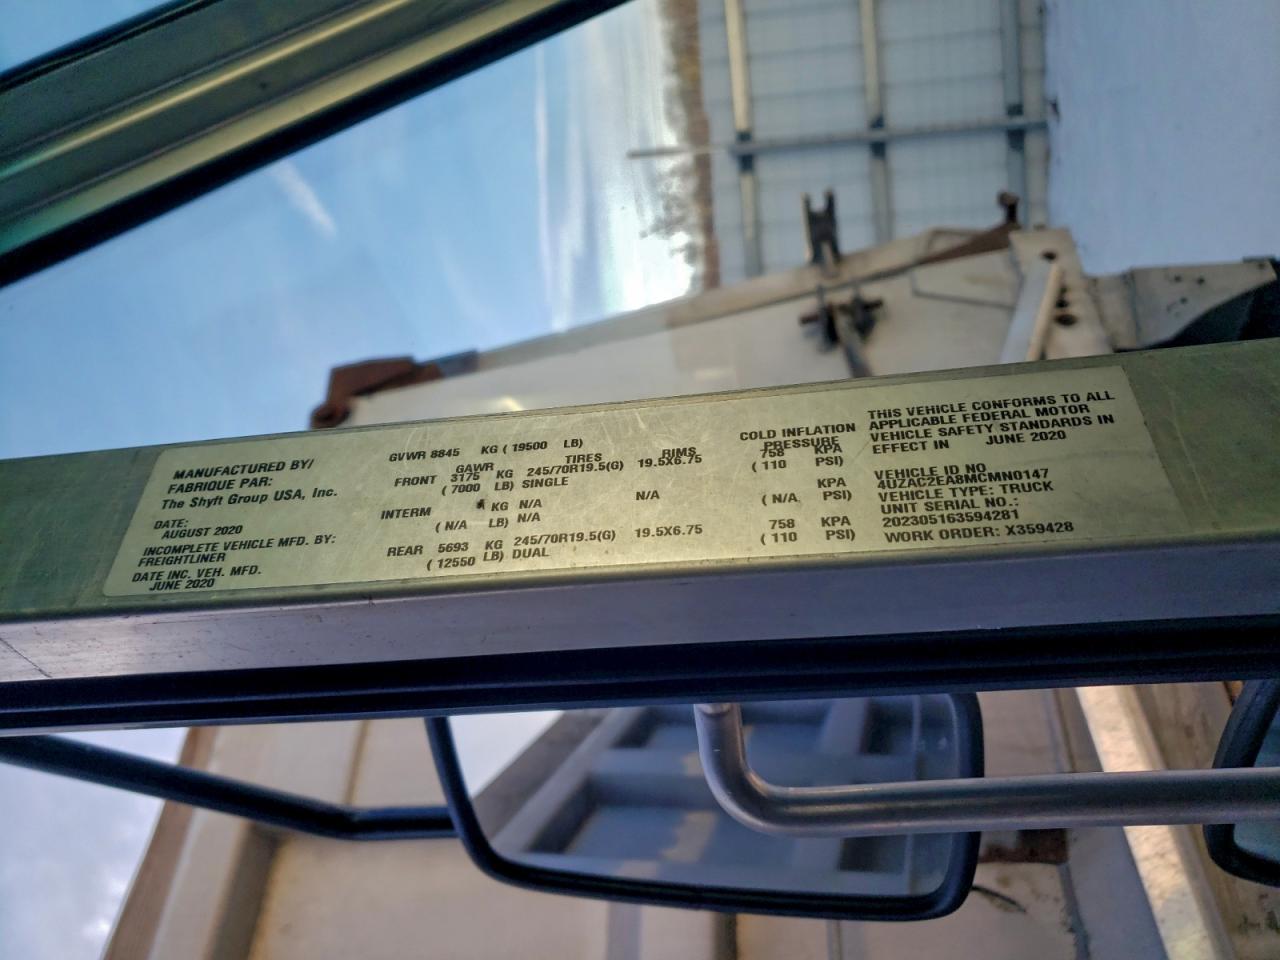 MANUFACTURED BY/
FABRIQUE PAR:
The Shyft Group USA, Inc.
DATE:
AUGUST 2020
INCOMPLETE VEHICLE MFD. BY:
FREIGHTLINER
DATE INC. VEH. MFD.
JUNE 2020
GVWR 8845 KG ( 19500 LB)
GAWR TIRES RIMS COLD INFLATION PRESSURE
FRONT 3175 KG 245/70R19.5(G) 19.5X6.75 758 KPA
( 7000 LB) SINGLE ( 110 PSI)
INTERM KG N/A N/A KPA
( N/A LB) N/A ( N/A PSI)
REAR 5693 KG 245/70R19.5(G) 19.5X6.75 758 KPA
( 12550 LB) DUAL ( 110 PSI)
THIS VEHICLE CONFORMS TO ALL
APPLICABLE FEDERAL MOTOR
VEHICLE SAFETY STANDARDS IN
EFFECT IN JUNE 2020
VEHICLE ID NO
4UZAC2EA8MCMN0147
VEHICLE TYPE: TRUCK
UNIT SERIAL NO.:
202305163594281
WORK ORDER: X359428